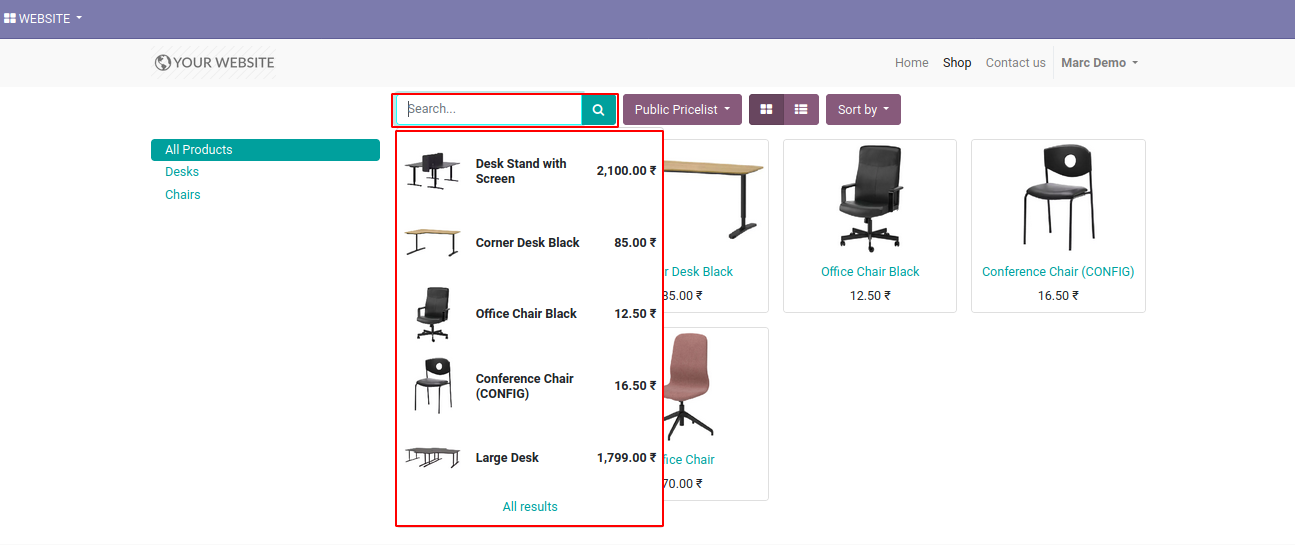 WEBSITE
YOUR WEBSITE
Home
Shop
Contact us
Marc Demo
Search...
Public Pricelist
Sort by
All Products
Desks
Chairs
Desk Stand with
Screen
2,100.00 ₹
Corner Desk Black
85.00 ₹
Office Chair Black
12.50 ₹
Conference Chair
(CONFIG)
16.50 ₹
Large Desk
1,799.00 ₹
All results
r Desk Black
85.00 ₹
Office Chair Black
12.50 ₹
Conference Chair (CONFIG)
16.50 ₹
fice Chair
70.00 ₹